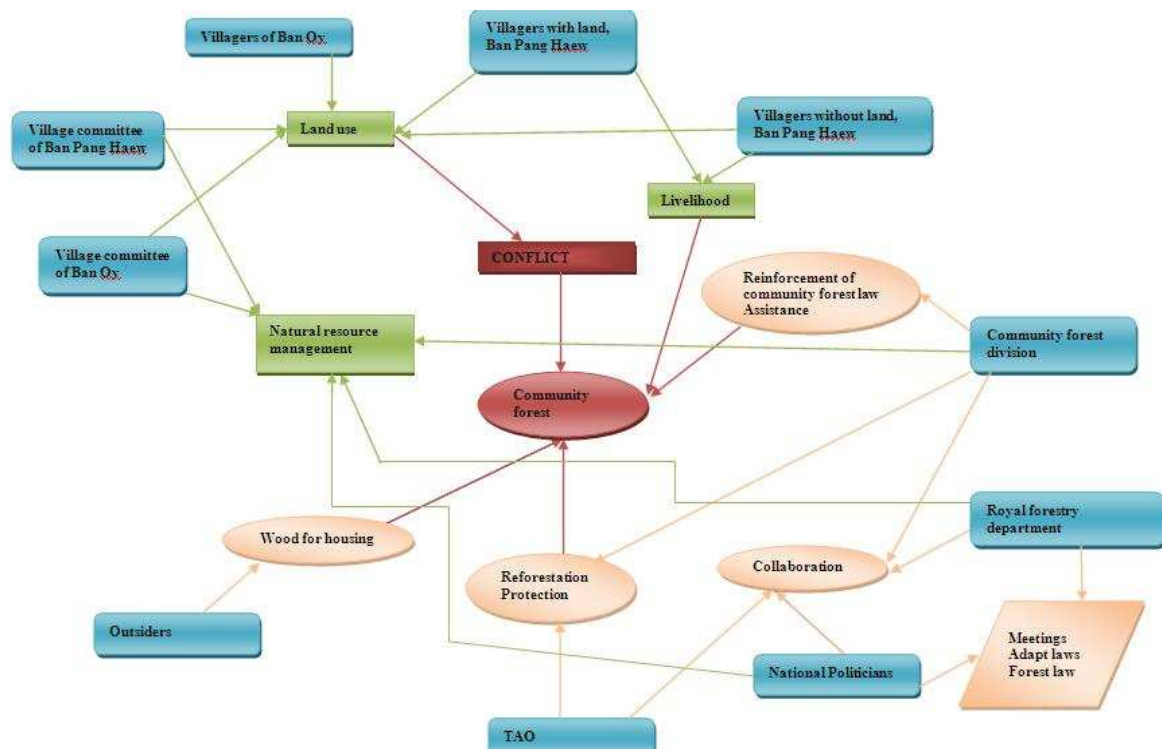 Villagers of Ban Oy
Villagers with land,
Ban Pang Haew
Village committee
of Ban Pang Haew
Land use
Villagers without land,
Ban Pang Haew
Livelihood
Village committee
of Ban Oy
CONFLICT
Reinforcement of
community forest law
Assistance
Natural resource
management
Community forest
division
Community
forest
Royal forestry
department
Wood for housing
Collaboration
Reforestation
Protection
Outsiders
Meetings
Adapt laws
Forest law
National Politicians
TAO